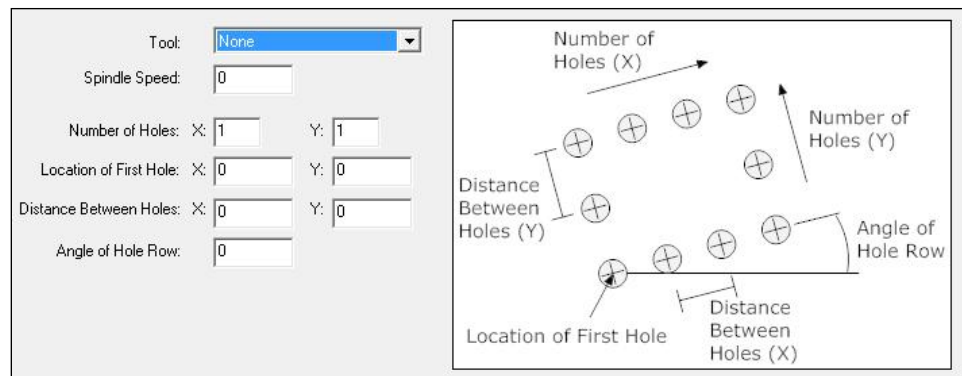 Tool: None
Spindle Speed: 0
Number of Holes: X: 1 Y: 1
Location of First Hole: X: 0 Y: 0
Distance Between Holes: X: 0 Y: 0
Angle of Hole Row: 0
Number of
Holes (X)
Number of
Holes (Y)
Distance
Between
Holes (Y)
Angle of
Hole Row
Location of First Hole
Distance
Between
Holes (X)